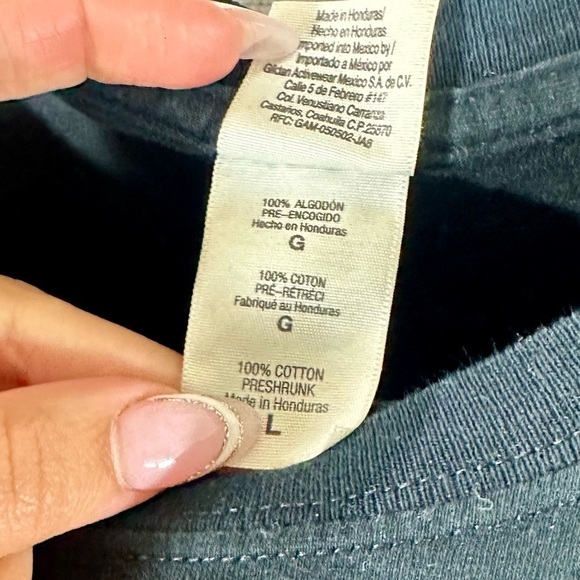 Made in Honduras/
Hecho en Honduras
Imported into Mexico by /
Importado a México por
Gildan Activewear Mexico S.A. de C.V.
Calle 5 de Febrero #147
Col. Venustiano Carranza
Castaños, Coahuila C.P. 25870
RFC: GAM-050502-JA8
100% ALGODÓN
PRE–ENCOGIDO
Hecho en Honduras
G
100% COTON
PRÉ–RÉTRÉCI
Fabriqué au Honduras
G
100% COTTON
PRESHRUNK
Made in Honduras
L